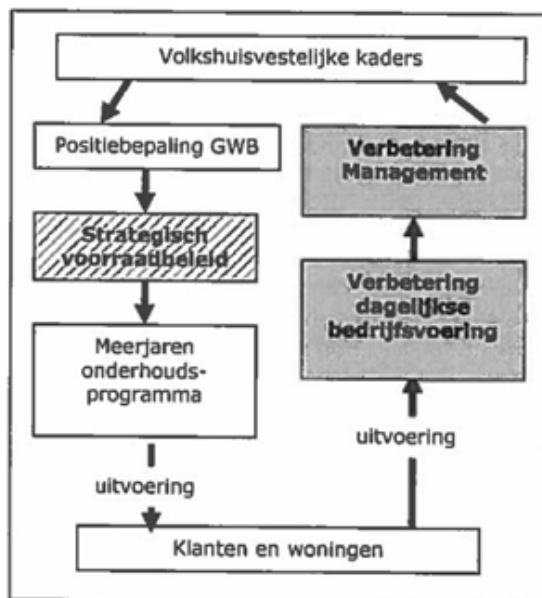 Volkshuisvestelijke kaders
Positiebepaling GWB
Strategisch
voorraadbeleid
Meerjaren
onderhouds-
programma
uitvoering
Verbetering
Management
Verbetering
dagelijkse
bedrijfsvoering
uitvoering
Klanten en woningen